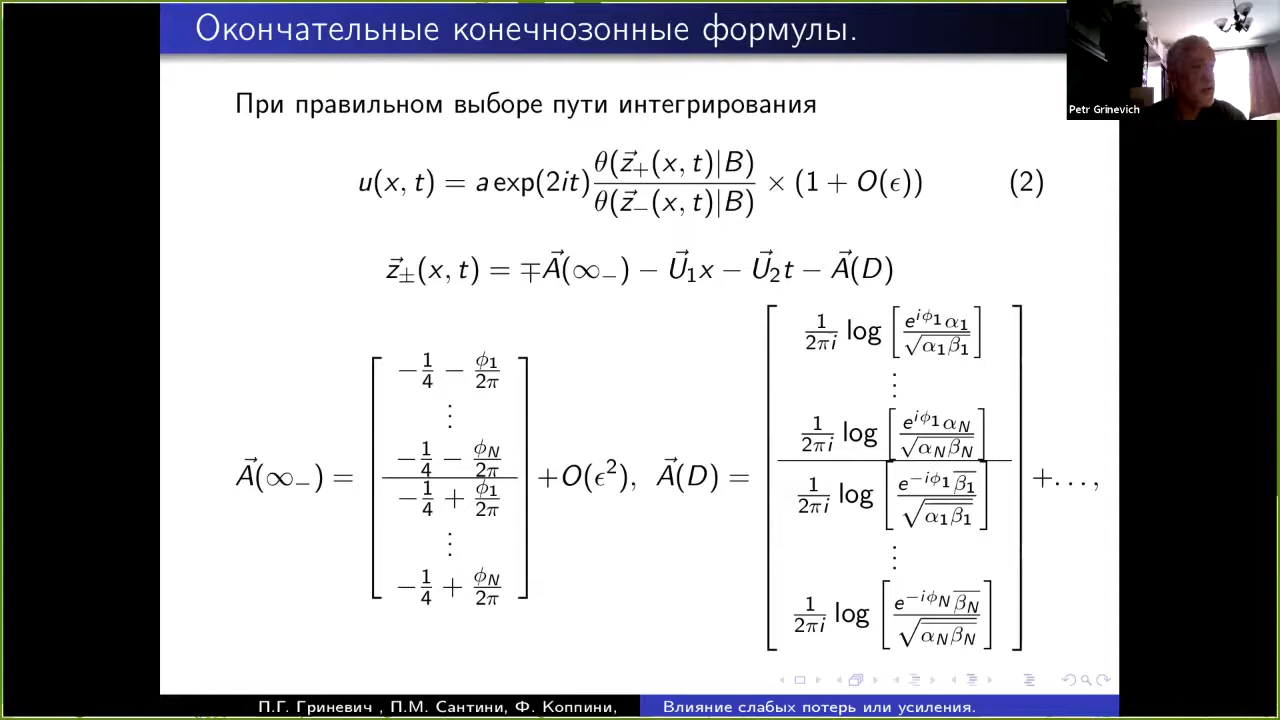 Окончательные конечнозонные формулы.
Petr Grinevich
При правильном выборе пути интегрирования
u(x, t) = a exp(2it) θ(z⃗₊(x, t)|B) / θ(z⃗₋(x, t)|B) × (1 + O(ϵ)) (2)
z⃗±(x, t) = ∓A⃗(∞₋) − U⃗₁x − U⃗₂t − A⃗(D)
A⃗(∞₋) = [ −1/4 − ϕ₁/2π ⋮ −1/4 − ϕ_N/2π −1/4 + ϕ₁/2π ⋮ −1/4 + ϕ_N/2π ] + O(ϵ²), A⃗(D) = [ 1/2πi log [ e^{iϕ₁}α₁ / √(α₁β₁) ] ⋮ 1/2πi log [ e^{iϕ₁}α_N / √(α_Nβ_N) ] 1/2πi log [ e^{−iϕ₁}β̅₁ / √(\overline{α₁β₁}) ] ⋮ 1/2πi log [ e^{−iϕ_N}β̅_N / √(\overline{α_Nβ_N}) ] ] + . . . ,
П.Г. Гриневич , П.М. Сантини, Ф. Коппини,
Влияние слабых потерь или усиления.